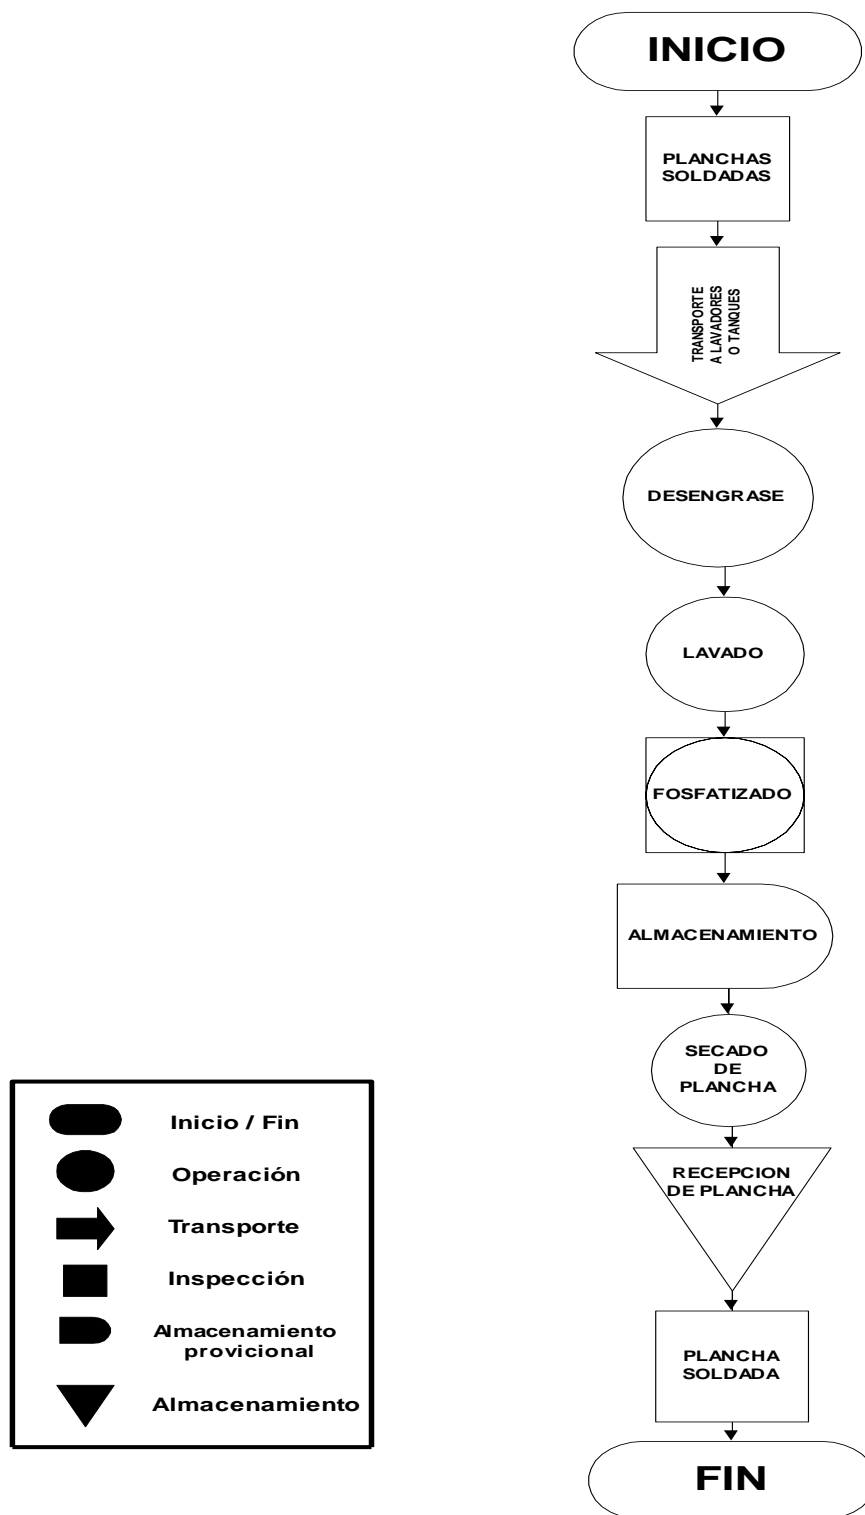 INICIO
PLANCHAS
SOLDADAS
TRANSPORTE
A LAVADORES
O TANQUES
DESENGRASE
LAVADO
FOSFATIZADO
ALMACENAMIENTO
SECADO
DE
PLANCHA
RECEPCION
DE PLANCHA
PLANCHA
SOLDADA
FIN
Inicio / Fin
Operación
Transporte
Inspección
Almacenamiento
provicional
Almacenamiento